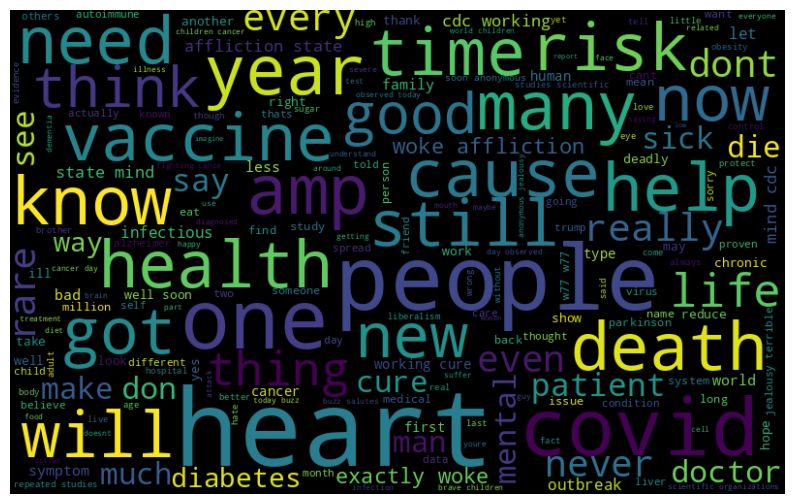 others
autoimmune
another
every
high
thank
cdc working
yet
tell
little
want
everyone
need
children cancer
world children
related
time
risk
dont
year
affliction state
let
report
face
obesity
illness
think
severe
soon anonymous
human
studies scientific
mean
cant
evidence
test
family
observed today
good
many
now
actually
known
right
sugar
love
saying
see
though
thats
imagine
woke affliction
eye
sick
low
control
dementia
vaccine
fighting cance
understand
cause
die
less
told
deadly
state mind
say
around
person
amp
help
protect
sorry
mind cdc
know
use
eat
still
anonymous jealousy
going
brother
diagnosed
mouth
maybe
really
way
infectious
find
study
friend
trump
proven
alzheimer
happy
getting
come
always
rare
health
spread
work
day observed
type
may
chronic
ill
cancer day
people
wrong
without
w77 w77
said
virus
life
bad
brain
well soon
someone
care
million
self
part
two
one
new
name reduce
got
treatment
diet
day
liberalism
show
parkinson
death
take
different
yes
back
thought
well
look
thing
working cure
even
jealousy terrible
child
adult
hospital
attack
real
suffer
make
don
cure
patient
system
world
body
better
today buzz
buzz salutes
medical
guy
issue
age
cancer
hate
believe
live
heart
mental
condition
long
hope
food
doesnt
will
first
last
covid
fact
cell
man
youre
never
symptom
much
diabetes
month
data
exactly woke
outbreak
liver
doctor
repeated studies
infection
brave children
scientific organizations